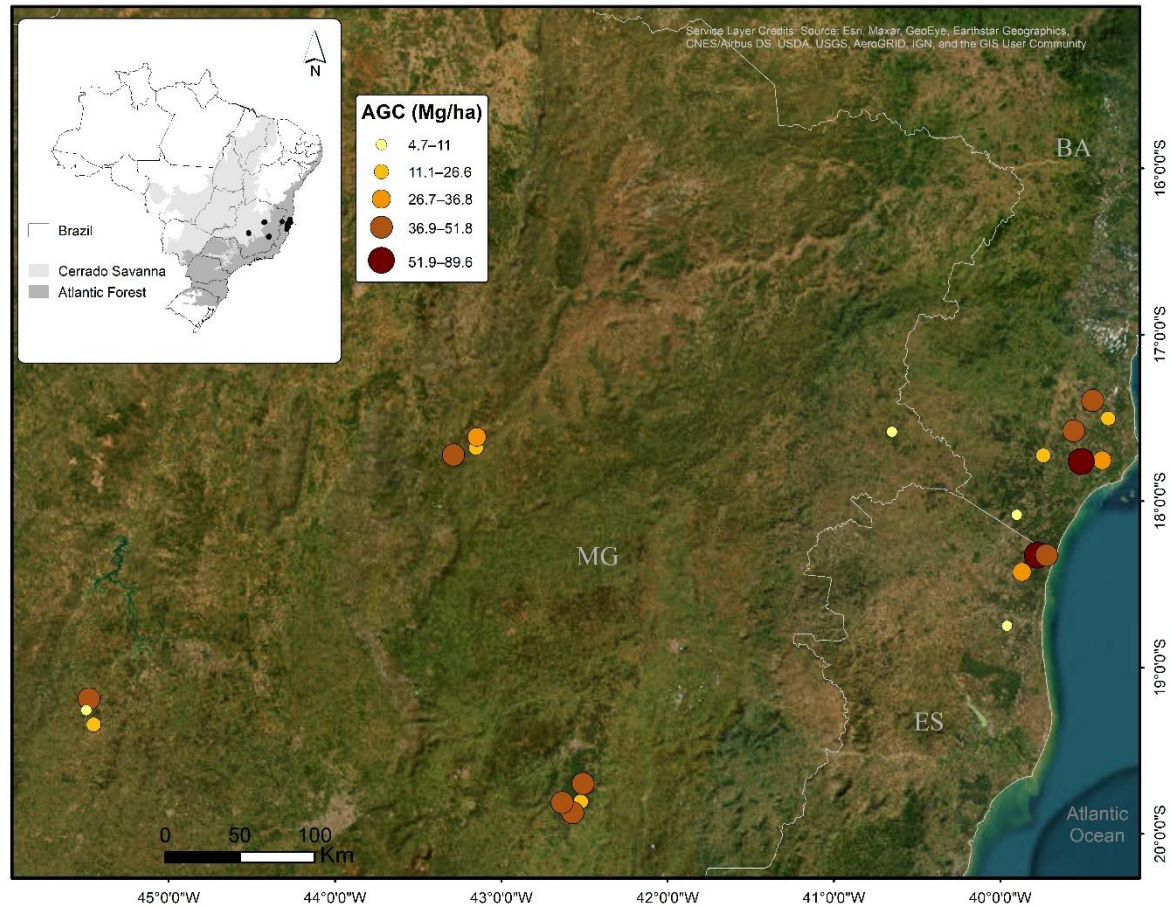 Service Layer Credits: Source: Esri, Maxar, GeoEye, Earthstar Geographics,
CNES/Airbus DS, USDA, USGS, AeroGRID, IGN, and the GIS User Community
N
Brazil
Cerrado Savanna
Atlantic Forest
AGC (Mg/ha)
4.7–11
11.1–26.6
26.7–36.8
36.9–51.8
51.9–89.6
BA
MG
ES
Atlantic
Ocean
0 50 100
Km
16°0'0"S
17°0'0"S
18°0'0"S
19°0'0"S
20°0'0"S
45°0'0"W 44°0'0"W 43°0'0"W 42°0'0"W 41°0'0"W 40°0'0"W